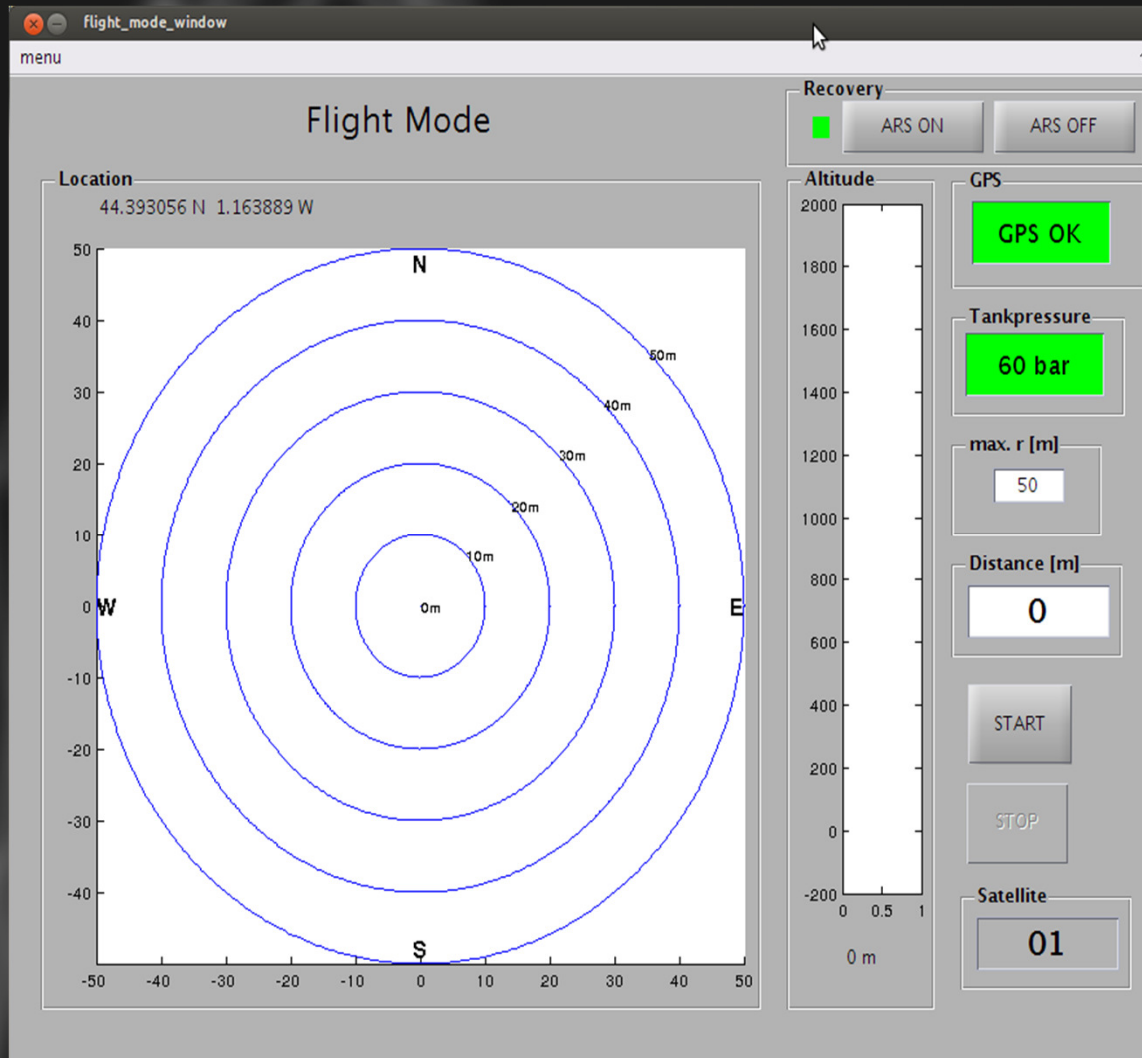 flight_mode_window
menu
Flight Mode
Recovery
ARS ON
ARS OFF
Location
44.393056 N 1.163889 W
50
40
30
20
10
0
-10
-20
-30
-40
-50
-40
-30
-20
-10
0
10
20
30
40
50
N
W
E
S
50m
40m
30m
20m
10m
0m
Altitude
2000
1800
1600
1400
1200
1000
800
600
400
200
0
-200
0
0.5
1
0 m
GPS
GPS OK
Tankpressure
60 bar
max. r [m]
50
Distance [m]
0
START
STOP
Satellite
01